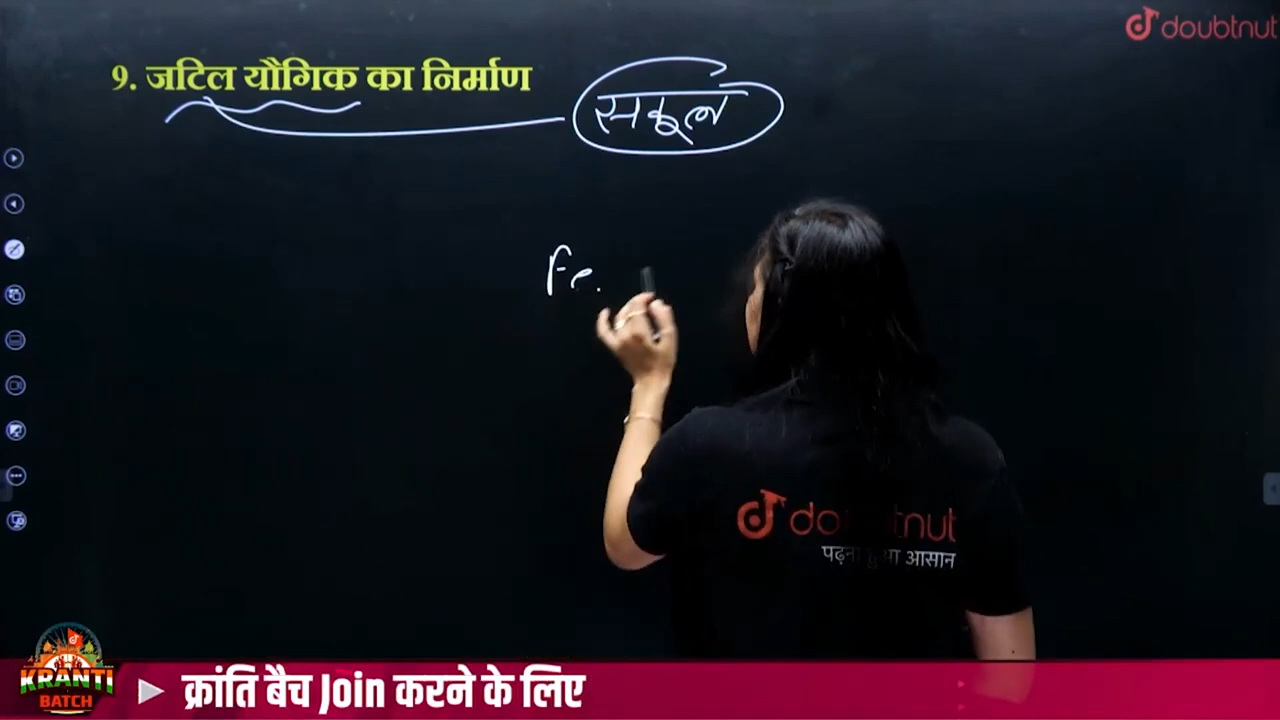 doubtnut
9. जटिल यौगिक का निर्माण
संकुल
Fe.
doubtnut
पढ़ना हुआ आसान
KRANTI
BATCH
क्रांति बैच Join करने के लिए